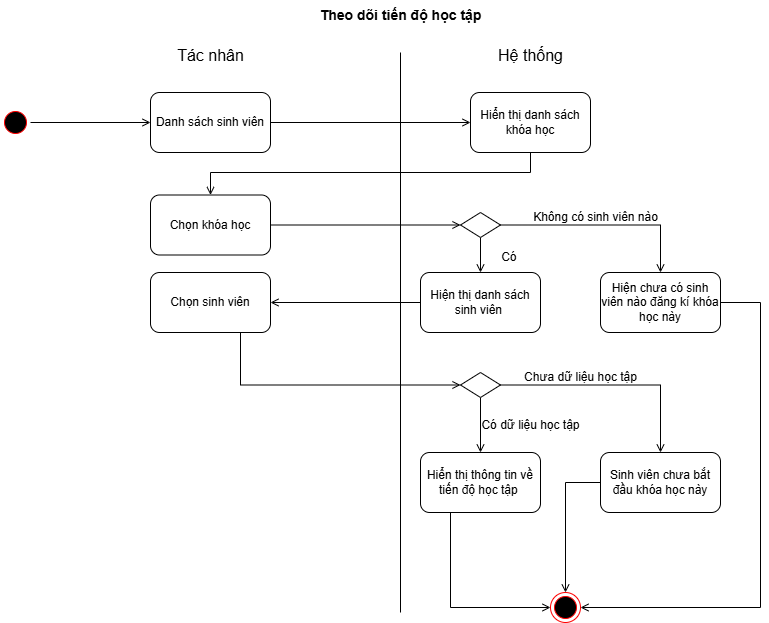 Theo dõi tiến độ học tập
Tác nhân
Hệ thống
Danh sách sinh viên
Hiển thị danh sách
khóa học
Chọn khóa học
Không có sinh viên nào
Có
Chọn sinh viên
Hiện thị danh sách
sinh viên
Hiện chưa có sinh
viên nào đăng kí khóa
học này
Chưa dữ liệu học tập
Có dữ liệu học tập
Hiển thị thông tin về
tiến độ học tập
Sinh viên chưa bắt
đầu khóa học này